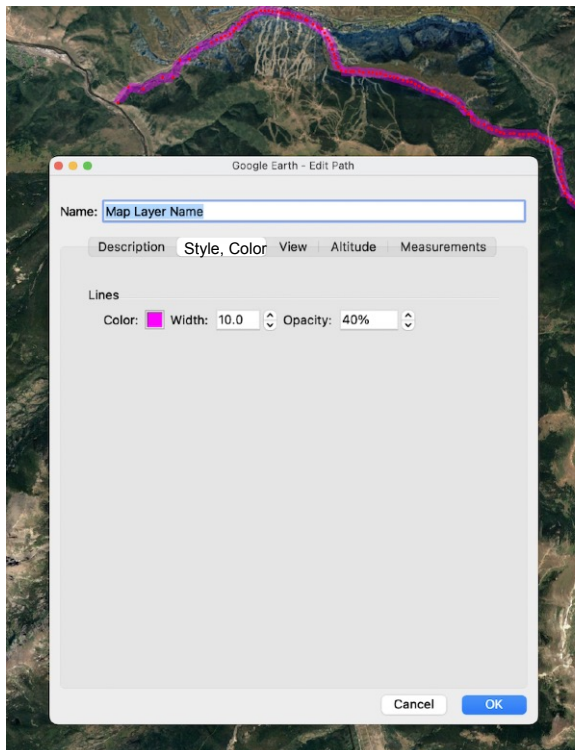 Google Earth - Edit Path
Name: Map Layer Name
Description Style, Color View Altitude Measurements
Lines
Color: Width: 10.0 Opacity: 40%
Cancel OK